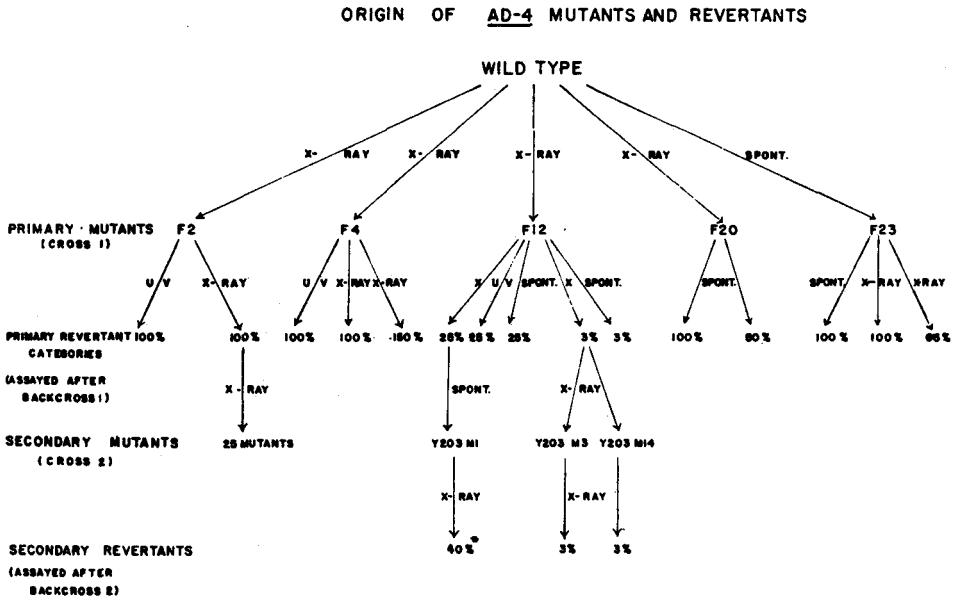 ORIGIN OF AD-4 MUTANTS AND REVERTANTS
WILD TYPE
X-RAY X-RAY X-RAY X-RAY SPONT.
PRIMARY MUTANTS F2 F4 F12 F20 F23
(CROSS 1)
UV X-RAY UV X-RAY X-RAY X UV SPONT. X SPONT. SPONT. SPONT. X-RAY X-RAY
PRIMARY REVERTANT 100% 100% 100% 100% 150% 25% 25% 25% 3% 3% 100% 100% 100%
CATEGORIES
(ASSAYED AFTER
BACKCROSS 1)
X-RAY SPONT. X-RAY
SECONDARY MUTANTS 25 MUTANTS Y203 M1 Y203 M3 Y203 M14
(CROSS 2)
X-RAY X-RAY
SECONDARY REVERTANTS 40%* 3% 3%
(ASSAYED AFTER
BACKCROSS 2)